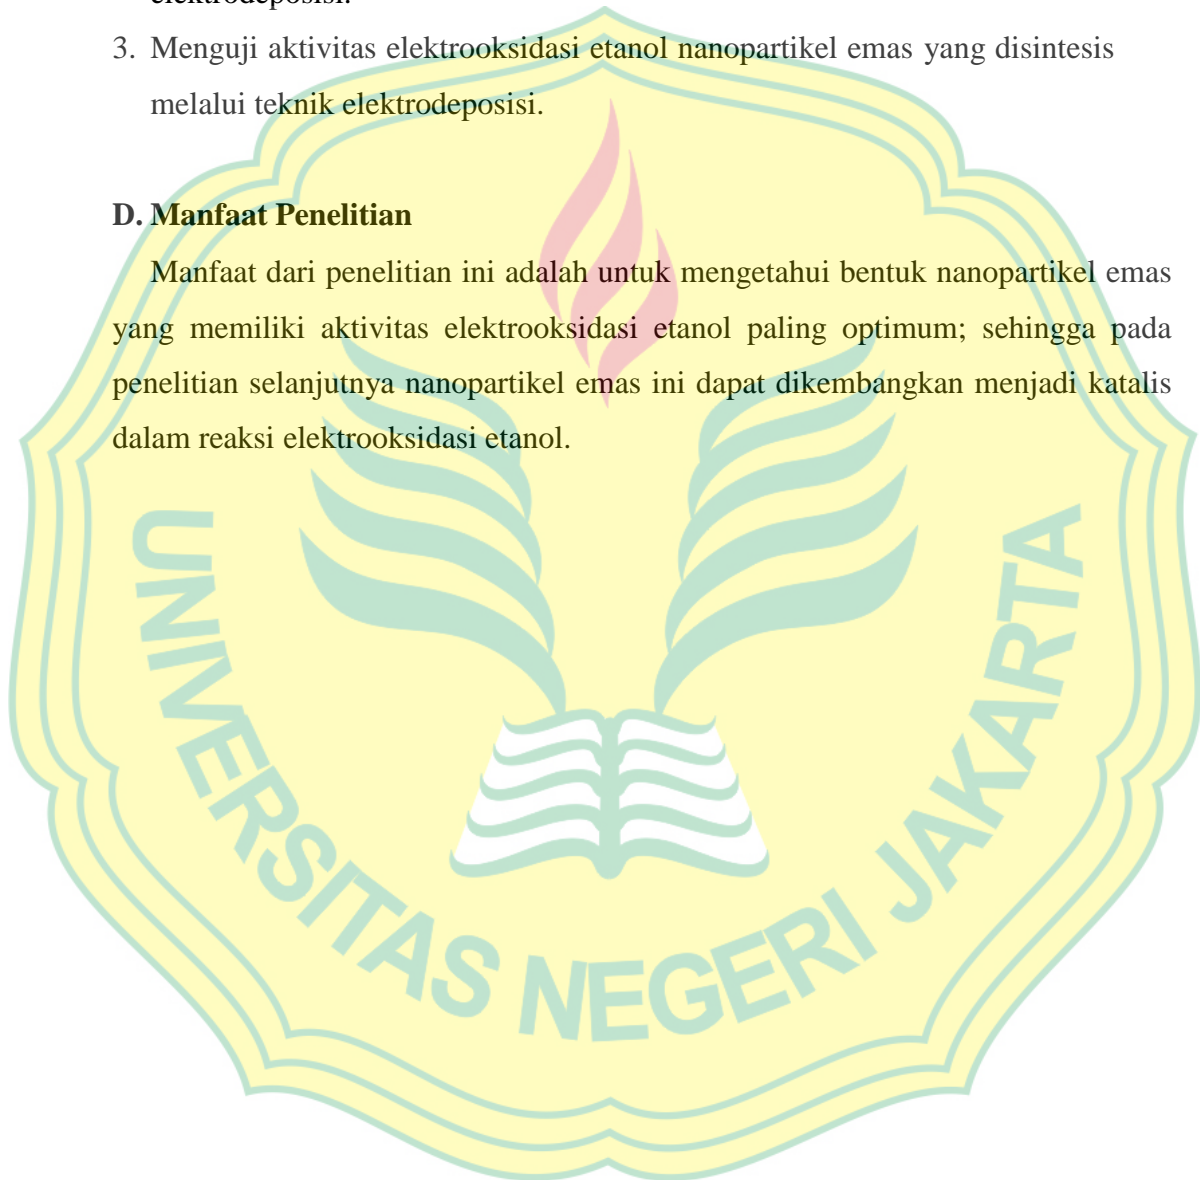 elektrodeposisi.
3. Menguji aktivitas elektrooksidasi etanol nanopartikel emas yang disintesis
melalui teknik elektrodeposisi.
D. Manfaat Penelitian
Manfaat dari penelitian ini adalah untuk mengetahui bentuk nanopartikel emas
yang memiliki aktivitas elektrooksidasi etanol paling optimum; sehingga pada
penelitian selanjutnya nanopartikel emas ini dapat dikembangkan menjadi katalis
dalam reaksi elektrooksidasi etanol.
UNIVERSITAS NEGERI JAKARTA